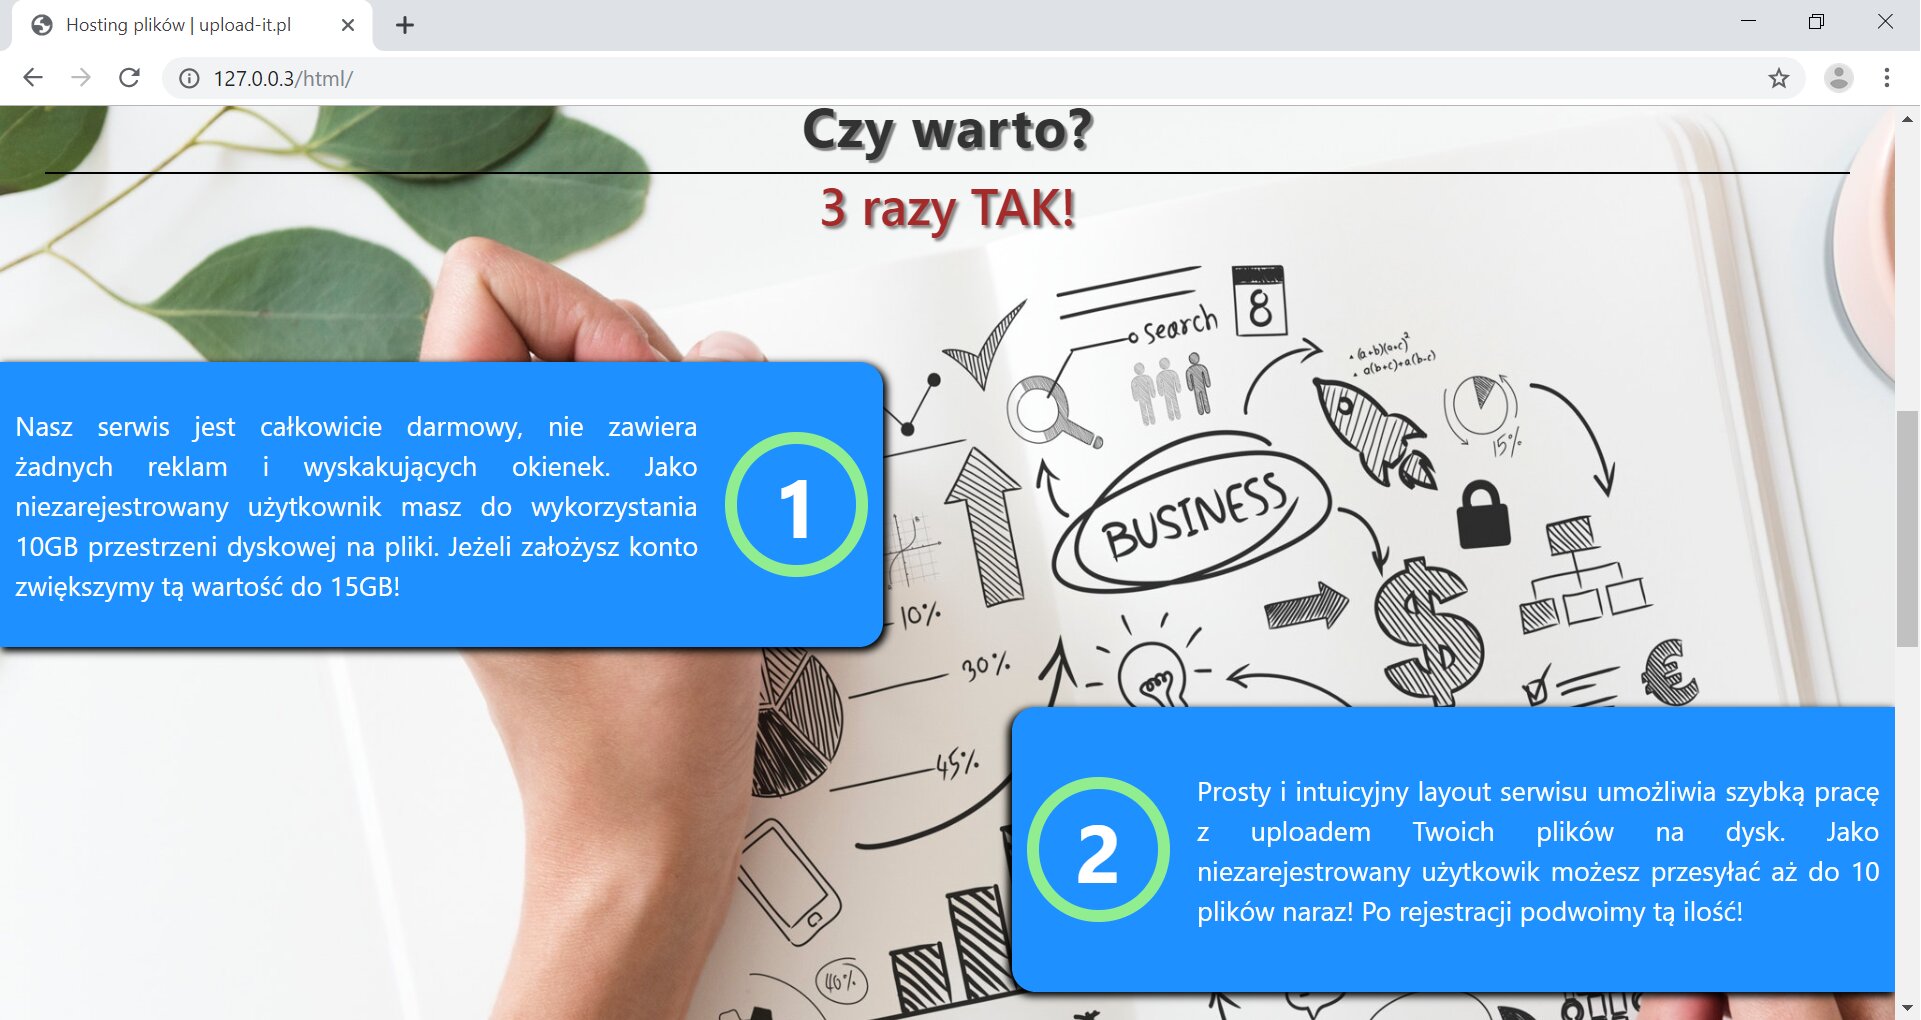 Hosting plików | upload-it.pl
127.0.0.3/html/
Czy warto?
3 razy TAK!
8
search
(a+b)(a+c)²
a(b+c)+a(b-c)
15%
BUSINESS
Nasz serwis jest całkowicie darmowy, nie zawiera
żadnych reklam i wyskakujących okienek. Jako
niezarejestrowany użytkownik masz do wykorzystania
10GB przestrzeni dyskowej na pliki. Jeżeli założysz konto
zwiększymy tą wartość do 15GB!
1
10%
30%
45%
$
€
2
Prosty i intuicyjny layout serwisu umożliwia szybką pracę
z uploadem Twoich plików na dysk. Jako
niezarejestrowany użytkowik możesz przesyłać aż do 10
plików naraz! Po rejestracji podwoimy tą ilość!
40%